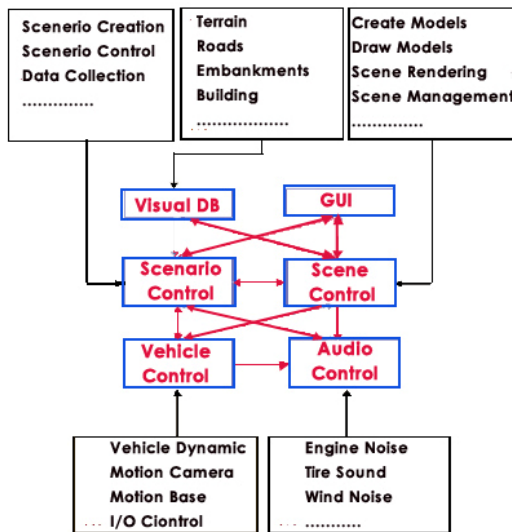 Scenerio Creation
Scenerio Control
Data Collection
..............
Terrain
Roads
Embankments
Building
... ..................
Create Models
Draw Models
Scene Rendering
Scene Management
..............
Visual DB
GUI
Scenario
Control
Scene
Control
Vehicle
Control
Audio
Control
Vehicle Dynamic
Motion Camera
Motion Base
... I/O Ciontrol
Engine Noise
Tire Sound
Wind Noise
... ...........